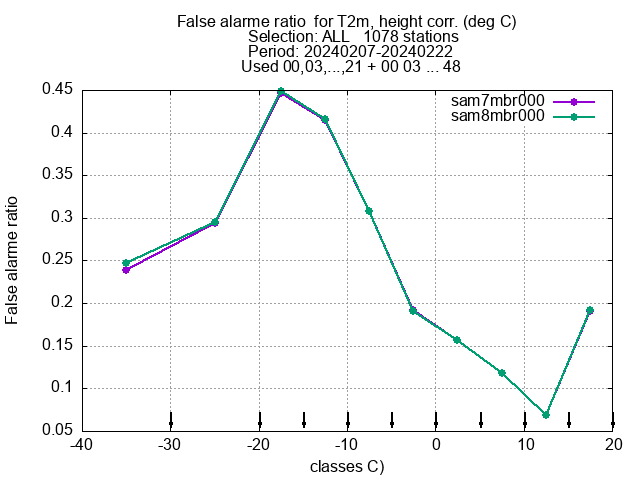 False alarme ratio  for T2m, height corr. (deg C)
Selection: ALL   1078 stations
Period: 20240207-20240222
Used 00,03,...,21 + 00 03 ... 48
sam7mbr000
sam8mbr000
False alarme ratio
0.45
0.4
0.35
0.3
0.25
0.2
0.15
0.1
0.05
-40 -30 -20 -10 0 10 20
classes C)